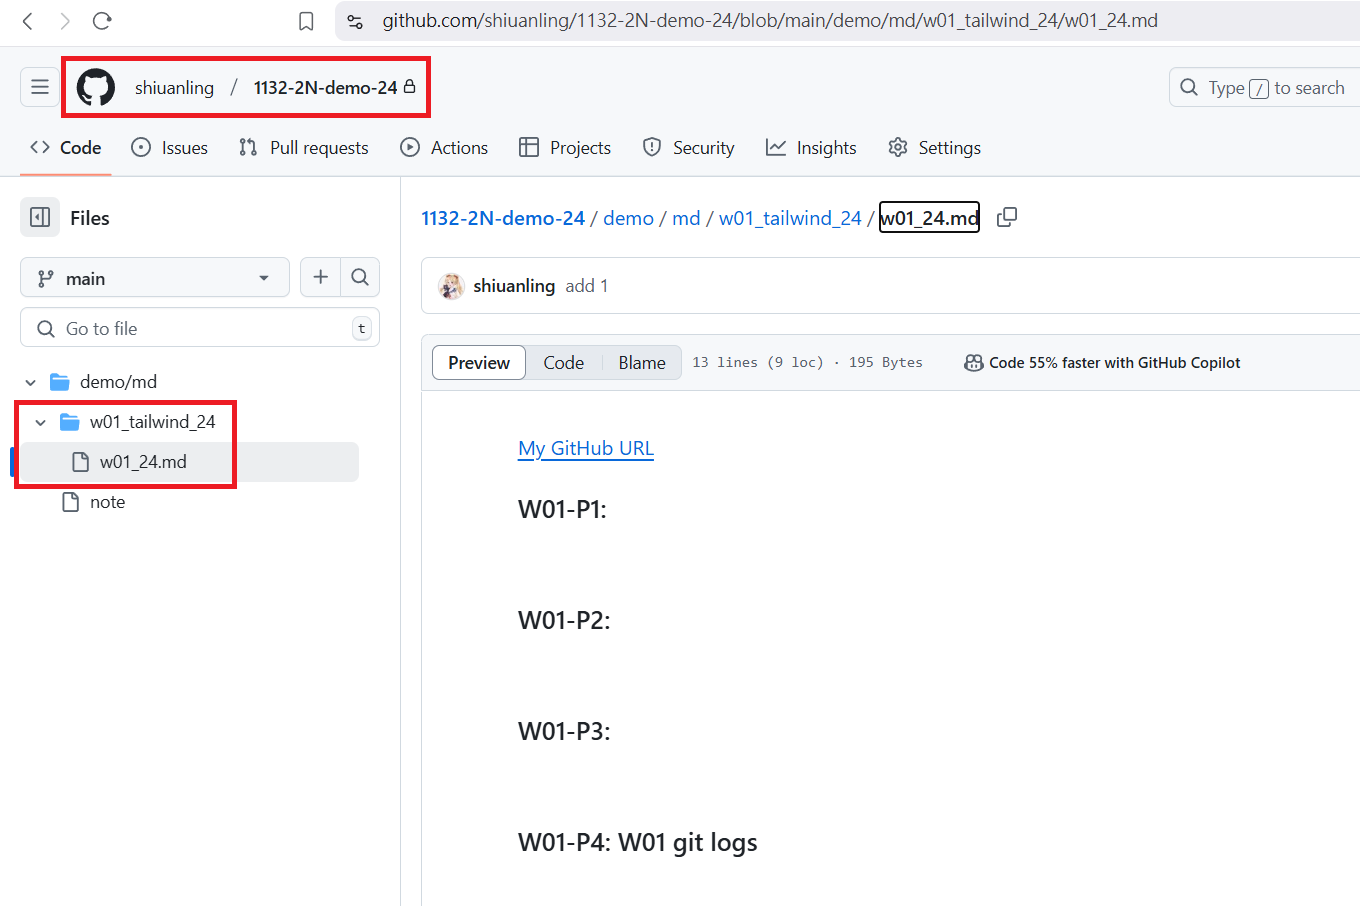 github.com/shiuanling/1132-2N-demo-24/blob/main/demo/md/w01_tailwind_24/w01_24.md
shiuanling / 1132-2N-demo-24
Type / to search
Code Issues Pull requests Actions Projects Security Insights Settings
Files
main
Go to file t
demo/md
w01_tailwind_24
w01_24.md
note
1132-2N-demo-24 / demo / md / w01_tailwind_24 / w01_24.md
shiuanling add 1
Preview Code Blame 13 lines (9 loc) · 195 Bytes Code 55% faster with GitHub Copilot
My GitHub URL
W01-P1:
W01-P2:
W01-P3:
W01-P4: W01 git logs